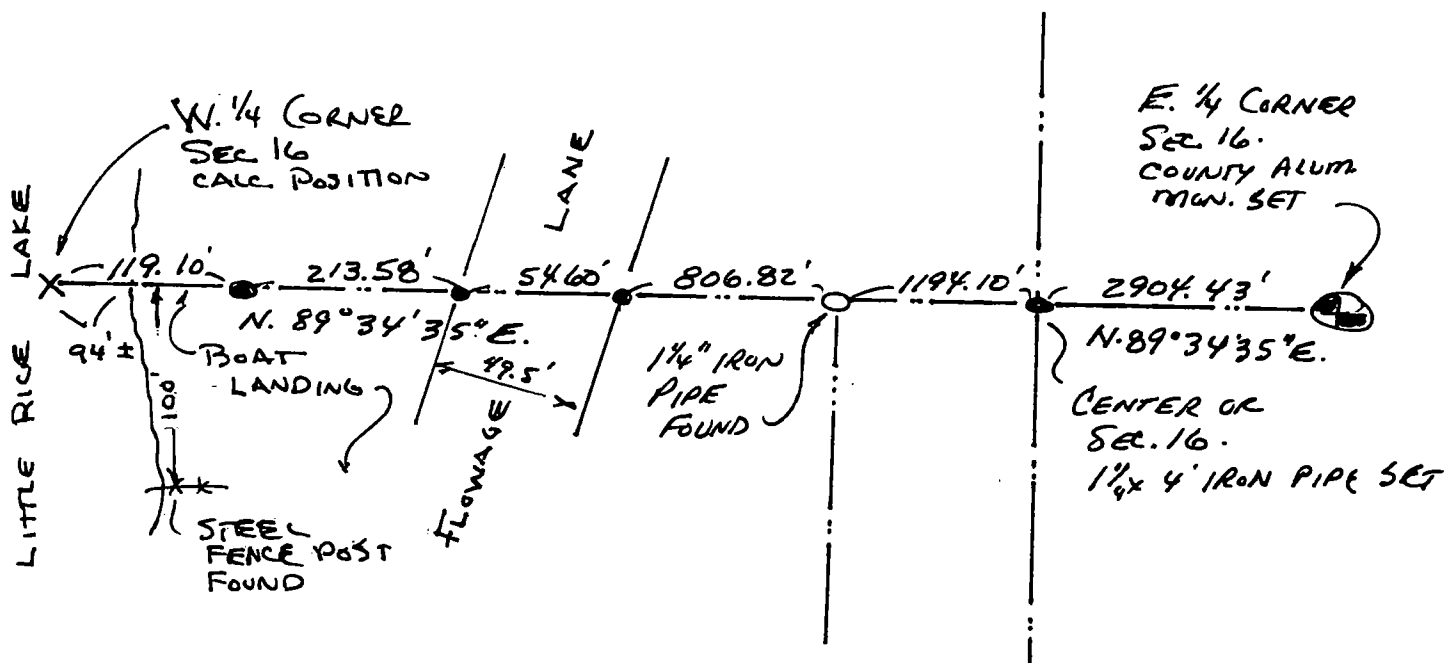 W. 1/4 CORNER
SEC 16
CALC POSITION
LITTLE RICE LAKE
119.10'
213.58'
54.60'
806.82'
1194.10'
2904.43'
N. 89°34'35" E.
N. 89°34'35" E.
94'±
BOAT
LANDING
100'
STEEL
FENCE POST
FOUND
FLOWAGE LANE
49.5'
1 1/4" IRON
PIPE
FOUND
E. 1/4 CORNER
SEC. 16.
COUNTY ALUM
MON. SET
CENTER OF
SEC. 16.
1 1/4 x 4' IRON PIPE SET